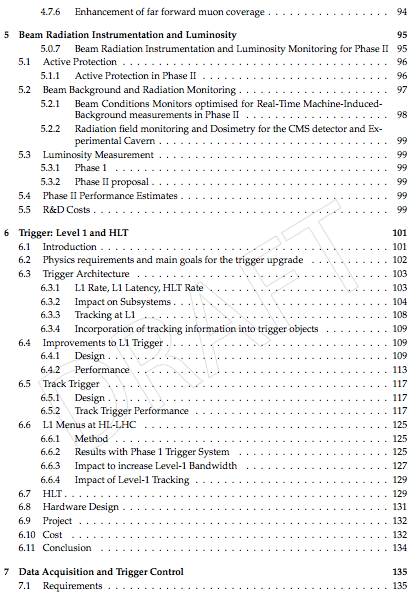 4.7.6 Enhancement of far forward muon coverage . . . . . . . . . . . . . . . . . 94
5 Beam Radiation Instrumentation and Luminosity 95
5.0.7 Beam Radiation Instrumentation and Luminosity Monitoring for Phase II 95
5.1 Active Protection . . . . . . . . . . . . . . . . . 96
5.1.1 Active Protection in Phase II . . . . . . . . . . . . . . . . . 96
5.2 Beam Background and Radiation Monitoring . . . . . . . . . . . . . . . . . 97
5.2.1 Beam Conditions Monitors optimised for Real-Time Machine-Induced-
Background measurements in Phase II . . . . . . . . . . . . . . . . . 98
5.2.2 Radiation field monitoring and Dosimetry for the CMS detector and Ex-
perimental Cavern . . . . . . . . . . . . . . . . . 99
5.3 Luminosity Measurement . . . . . . . . . . . . . . . . . 99
5.3.1 Phase 1 . . . . . . . . . . . . . . . . . 99
5.3.2 Phase II proposal . . . . . . . . . . . . . . . . . 99
5.4 Phase II Performance Estimates . . . . . . . . . . . . . . . . . 99
5.5 R&D Costs . . . . . . . . . . . . . . . . . 99
6 Trigger: Level 1 and HLT 101
6.1 Introduction . . . . . . . . . . . . . . . . . 101
6.2 Physics requirements and main goals for the trigger upgrade . . . . . . . . . . . . 102
6.3 Trigger Architecture . . . . . . . . . . . . . . . . . 103
6.3.1 L1 Rate, L1 Latency, HLT Rate . . . . . . . . . . . . . . . . . 103
6.3.2 Impact on Subsystems . . . . . . . . . . . . . . . . . 104
6.3.3 Tracking at L1 . . . . . . . . . . . . . . . . . 108
6.3.4 Incorporation of tracking information into trigger objects . . . . . . . . . . 109
6.4 Improvements to L1 Trigger . . . . . . . . . . . . . . . . . 109
6.4.1 Design . . . . . . . . . . . . . . . . . 109
6.4.2 Performance . . . . . . . . . . . . . . . . . 113
6.5 Track Trigger . . . . . . . . . . . . . . . . . 117
6.5.1 Design . . . . . . . . . . . . . . . . . 117
6.5.2 Track Trigger Performance . . . . . . . . . . . . . . . . . 117
6.6 L1 Menus at HL-LHC . . . . . . . . . . . . . . . . . 125
6.6.1 Method . . . . . . . . . . . . . . . . . 125
6.6.2 Results with Phase 1 Trigger System . . . . . . . . . . . . . . . . . 125
6.6.3 Impact to increase Level-1 Bandwidth . . . . . . . . . . . . . . . . . 127
6.6.4 Impact of Level-1 Tracking . . . . . . . . . . . . . . . . . 129
6.7 HLT . . . . . . . . . . . . . . . . . 129
6.8 Hardware Design . . . . . . . . . . . . . . . . . 131
6.9 Project . . . . . . . . . . . . . . . . . 132
6.10 Cost . . . . . . . . . . . . . . . . . 132
6.11 Conclusion . . . . . . . . . . . . . . . . . 134
7 Data Acquisition and Trigger Control 135
7.1 Requirements . . . . . . . . . . . . . . . . . 135
DRAFT